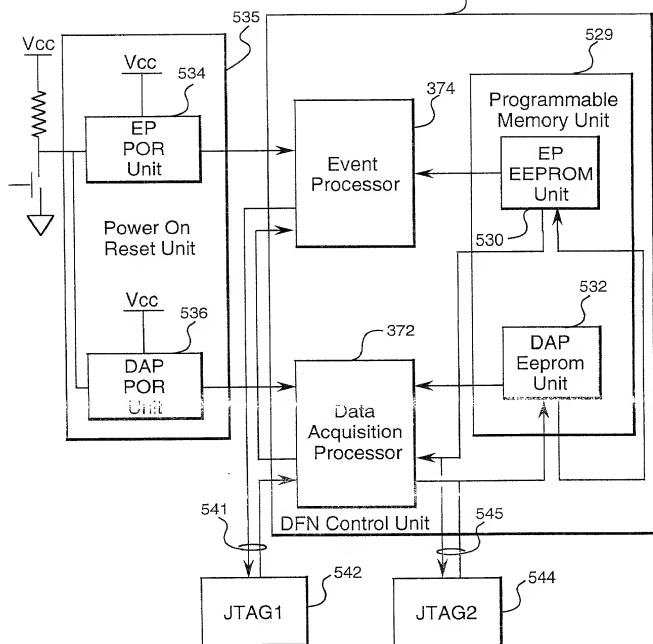 535
529
Vcc
Vcc
534
374
Programmable
Memory Unit
EP
POR
Unit
Event
Processor
EP
EEPROM
Unit
Power On
Reset Unit
530
Vcc
536
372
532
DAP
POR
Unit
Data
Acquisition
Processor
DAP
Eeprom
Unit
541
DFN Control Unit
545
542
544
JTAG1
JTAG2